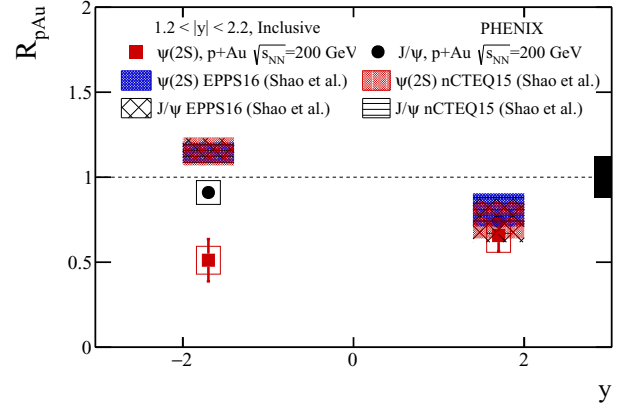 1.2 < |y| < 2.2, Inclusive PHENIX
ψ(2S), p+Au √s_NN=200 GeV J/ψ, p+Au √s_NN=200 GeV
ψ(2S) EPPS16 (Shao et al.) ψ(2S) nCTEQ15 (Shao et al.)
J/ψ EPPS16 (Shao et al.) J/ψ nCTEQ15 (Shao et al.)
R_pAu
2
1.5
1
0.5
0
−2 0 2
y